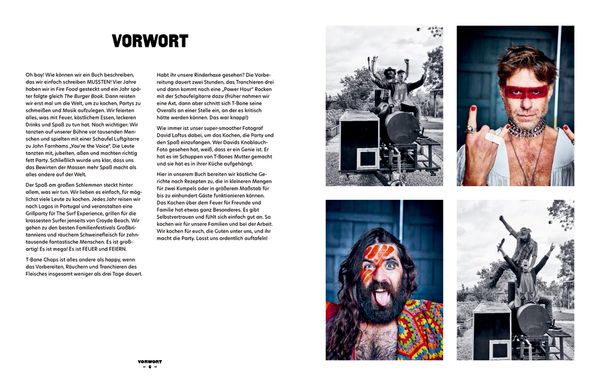 VORWORT
Oh boy! Wie können wir ein Buch beschreiben,
das wir einfach schreiben MUSSTEN! Vier Jahre
haben wir in Fire Food gesteckt und ein Jahr spä-
ter folgte gleich The Burger Book. Dann reisten
wir erst mal um die Welt, um zu kochen, Partys zu
schmeißen und Musik aufzulegen. Wir feierten
alles, was mit Feuer, köstlichem Essen, leckeren
Drinks und Spaß zu tun hat. Noch wichtiger: Wir
tanzten auf unserer Bühne vor tausenden Men-
schen und spielten mit einer Schaufel Luftgitarre
zu John Farnhams „You're the Voice". Die Leute
tanzten mit, jubelten, aßen und machten richtig
fett Party. Schließlich wurde uns klar, dass uns
das Bewirten der Massen mehr Spaß macht als
alles andere auf der Welt.
Der Spaß am großen Schlemmen steckt hinter
allem, was wir tun. Wir lieben es einfach, für mög-
lichst viele Leute zu kochen. Jedes Jahr reisen wir
nach Lagos in Portugal und veranstalten eine
Grillparty für The Surf Experience, grillen für die
krassesten Surfer jenseits von Croyde Beach. Wir
gehen zu den besten Familienfestivals Großbri-
tanniens und räuchern Schweinefleisch für zehn-
tausende fantastische Menschen. Es ist groß-
artig! Es ist mega! Es ist FEUER und FEIERN.
T-Bone Chops ist alles andere als happy, wenn
das Vorbereiten, Räuchern und Tranchieren des
Fleisches insgesamt weniger als drei Tage dauert.
Habt ihr unsere Rinderhaxe gesehen? Die Vorbe-
reitung dauert zwei Stunden, das Tranchieren drei
und dann kommt noch eine „Power Hour" Rocken
mit der Schaufelgitarre dazu (früher nahmen wir
eine Axt, dann aber schnitt sich T-Bone seine
Overalls an einer Stelle ein, an der es kritisch
hätte werden können. Das war knapp!)
Wie immer ist unser super-smoother Fotograf
David Loftus dabei, um das Kochen, die Party und
den Spaß einzufangen. Wer Davids Knoblauch-
Foto gesehen hat, weiß, dass er ein Genie ist. Er
hat es im Schuppen von T-Bones Mutter gemacht
und sie hat es in ihrer Küche aufgehängt.
Hier in unserem Buch bereiten wir köstliche Ge-
richte nach Rezepten zu, die in kleineren Mengen
für zwei Kumpels oder in größerem Maßstab für
bis zu einhundert Gäste funktionieren können.
Das Kochen über dem Feuer für Freunde und
Familie hat etwas ganz Besonderes. Es gibt
Selbstvertrauen und fühlt sich einfach gut an. So
kochen wir für unsere Familien und bei der Arbeit.
Wir kochen für euch, die Guten unter uns, und ihr
macht die Party. Lasst uns ordentlich auftafeln!
VORWORT
– 6 –